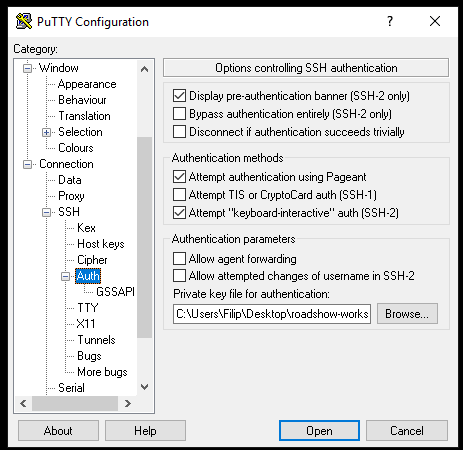 PuTTY Configuration
?
Category:
Window
Appearance
Behaviour
Translation
Selection
Colours
Connection
Data
Proxy
SSH
Kex
Host keys
Cipher
Auth
GSSAPI
TTY
X11
Tunnels
Bugs
More bugs
Serial
Options controlling SSH authentication
Display pre-authentication banner (SSH-2 only)
Bypass authentication entirely (SSH-2 only)
Disconnect if authentication succeeds trivially
Authentication methods
Attempt authentication using Pageant
Attempt TIS or CryptoCard auth (SSH-1)
Attempt "keyboard-interactive" auth (SSH-2)
Authentication parameters
Allow agent forwarding
Allow attempted changes of username in SSH-2
Private key file for authentication:
C:\Users\Filip\Desktop\roadshow-works Browse...
About Help Open Cancel